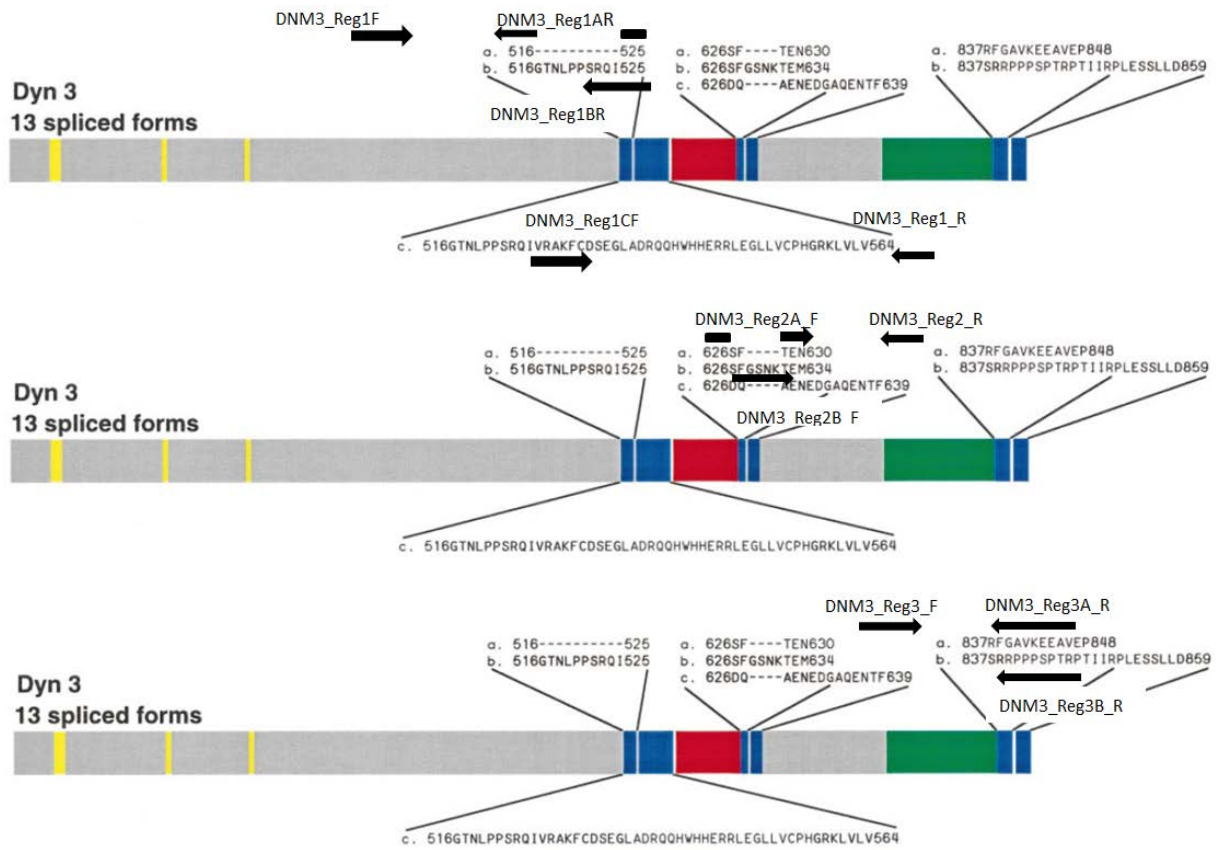 DNM3_Reg1F
DNM3_Reg1AR
a. 516----------525
b. 516GTNLPPSRQI525
a. 626SF----TEN630
b. 626SFGSNKTEM634
c. 626DQ----AENEDGAQENTF639
a. 837RFGAVKEEAVEP848
b. 837SRRPPPSPTRPTIIRPLESSLLD859
Dyn 3
13 spliced forms
DNM3_Reg1BR
DNM3_Reg1CF
DNM3_Reg1_R
c. 516GTNLPPSRQIVRAKFCDSEGLADRQQHWHHERRLEGLLVCPHGRKLVLV564
DNM3_Reg2A_F
DNM3_Reg2_R
a. 516----------525
b. 516GTNLPPSRQI525
a. 626SF----TEN630
b. 626SFGSNKTEM634
c. 626DQ----AENEDGAQENTF639
a. 837RFGAVKEEAVEP848
b. 837SRRPPPSPTRPTIIRPLESSLLD859
Dyn 3
13 spliced forms
DNM3_Reg2B_F
c. 516GTNLPPSRQIVRAKFCDSEGLADRQQHWHHERRLEGLLVCPHGRKLVLV564
DNM3_Reg3_F
DNM3_Reg3A_R
a. 516----------525
b. 516GTNLPPSRQI525
a. 626SF----TEN630
b. 626SFGSNKTEM634
c. 626DQ----AENEDGAQENTF639
a. 837RFGAVKEEAVEP848
b. 837SRRPPPSPTRPTIIRPLESSLLD859
Dyn 3
13 spliced forms
DNM3_Reg3B_R
c. 516GTNLPPSRQIVRAKFCDSEGLADRQQHWHHERRLEGLLVCPHGRKLVLV564